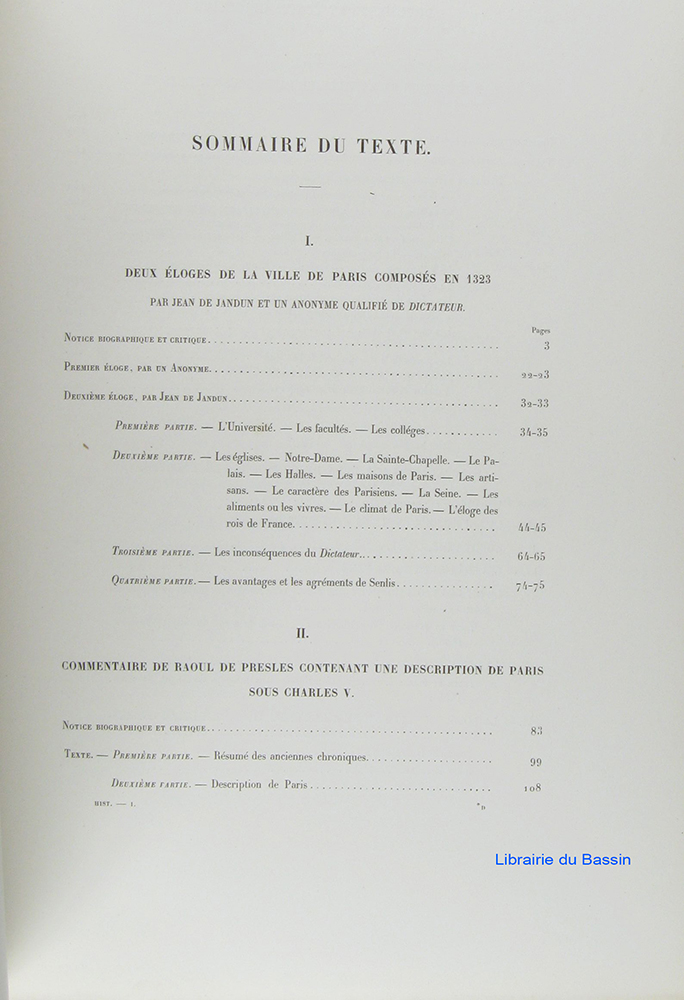 SOMMAIRE DU TEXTE.
I.
DEUX ÉLOGES DE LA VILLE DE PARIS COMPOSÉS EN 1323
PAR JEAN DE JANDUN ET UN ANONYME QUALIFIÉ DE DICTATEUR.
Pages
NOTICE BIOGRAPHIQUE ET CRITIQUE. 3
PREMIER ÉLOGE, PAR UN ANONYME. 22-23
DEUXIÈME ÉLOGE, PAR JEAN DE JANDUN. 32-33
PREMIÈRE PARTIE. — L'Université. — Les facultés. — Les colléges. 34-35
DEUXIÈME PARTIE. — Les églises. — Notre-Dame. — La Sainte-Chapelle. — Le Pa-
lais. — Les Halles. — Les maisons de Paris. — Les arti-
sans. — Le caractère des Parisiens. — La Seine. — Les
aliments ou les vivres. — Le climat de Paris. — L'éloge des
rois de France. 44-45
TROISIÈME PARTIE. — Les inconséquences du Dictateur. 64-65
QUATRIÈME PARTIE. — Les avantages et les agréments de Senlis. 74-75
II.
COMMENTAIRE DE RAOUL DE PRESLES CONTENANT UNE DESCRIPTION DE PARIS
SOUS CHARLES V.
NOTICE BIOGRAPHIQUE ET CRITIQUE. 83
TEXTE. — PREMIÈRE PARTIE. — Résumé des anciennes chroniques. 99
DEUXIÈME PARTIE. — Description de Paris. 108
HIST. — I. *D
Librairie du Bassin